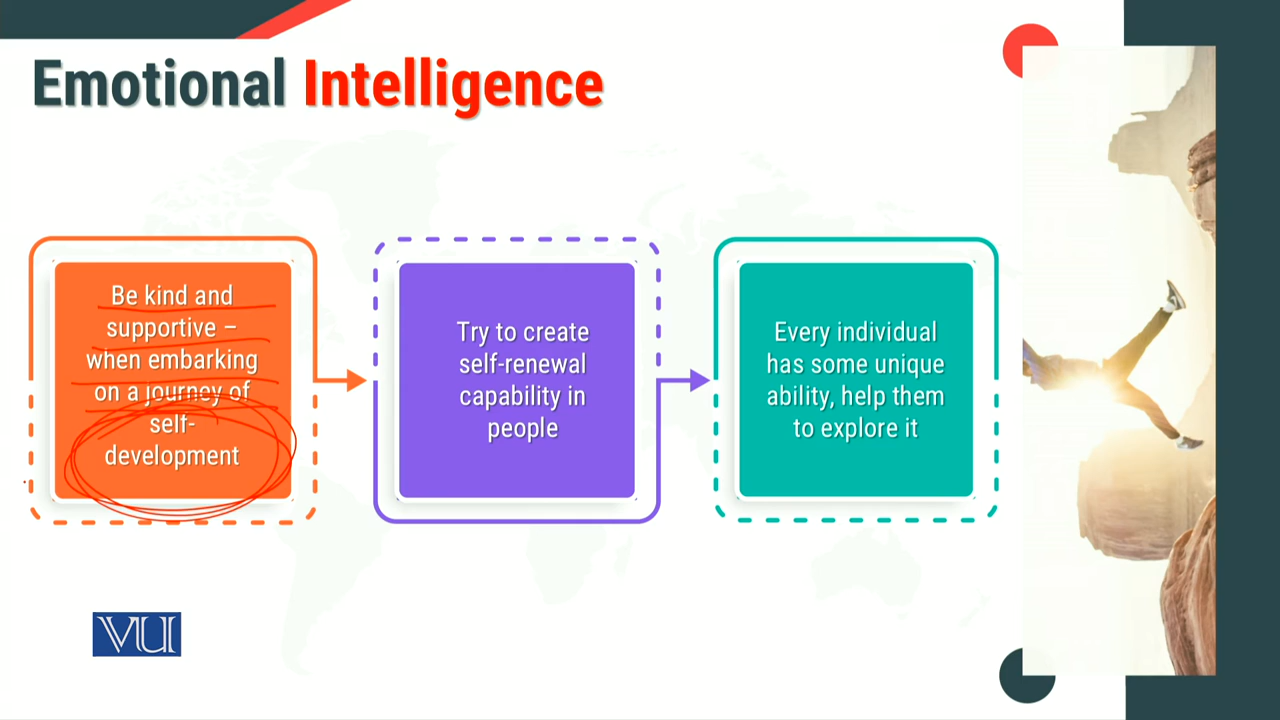 Emotional Intelligence
Be kind and
supportive –
when embarking
on a journey of
self-
development
Try to create
self-renewal
capability in
people
Every individual
has some unique
ability, help them
to explore it
VU